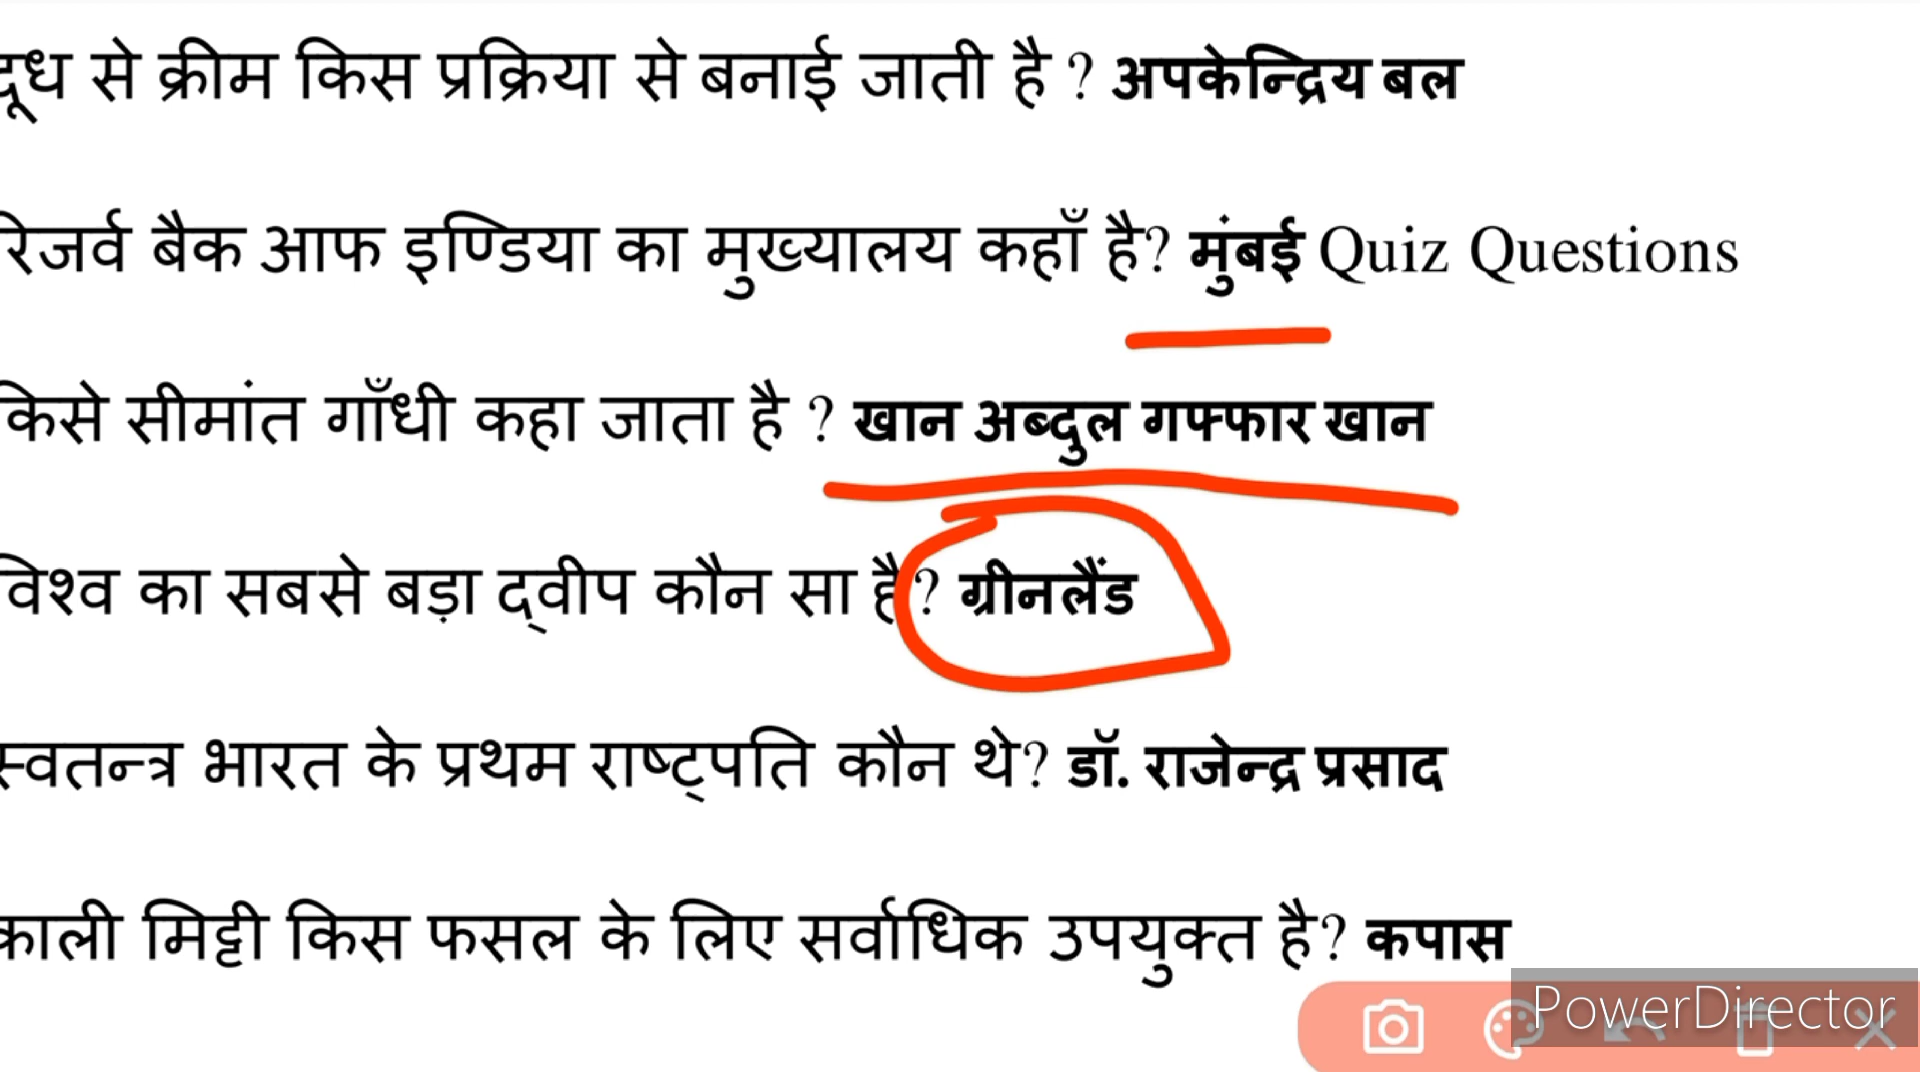 दूध से क्रीम किस प्रक्रिया से बनाई जाती है ? अपकेन्द्रिय बल
रिजर्व बैक आफ इण्डिया का मुख्यालय कहाँ है? मुंबई Quiz Questions
किसे सीमांत गाँधी कहा जाता है ? खान अब्दुल गफ्फार खान
विश्व का सबसे बड़ा द्वीप कौन सा है? ग्रीनलैंड
स्वतन्त्र भारत के प्रथम राष्ट्पति कौन थे? डॉ. राजेन्द्र प्रसाद
काली मिट्टी किस फसल के लिए सर्वाधिक उपयुक्त है? कपास
PowerDirector